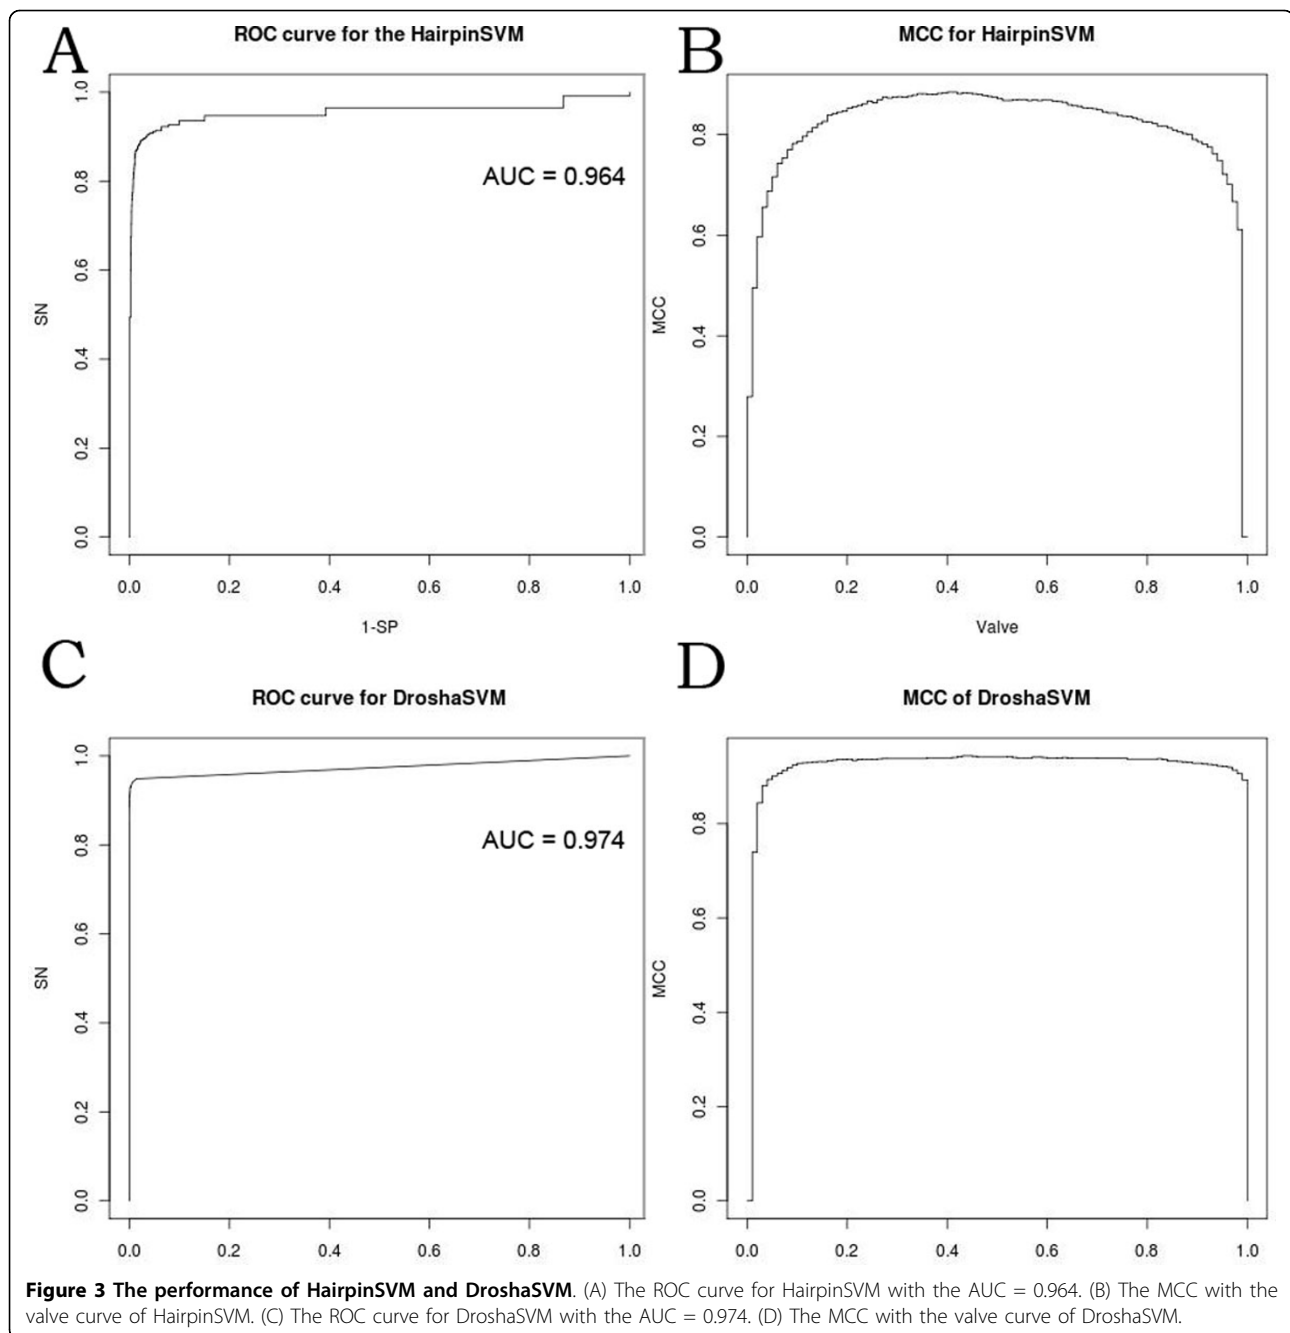 A
ROC curve for the HairpinSVM
1.0
0.8
0.6
0.4
0.2
0.0
SN
AUC = 0.964
0.0 0.2 0.4 0.6 0.8 1.0
1-SP
B
MCC for HairpinSVM
0.8
0.6
0.4
0.2
0.0
MCC
0.0 0.2 0.4 0.6 0.8 1.0
Valve
C
ROC curve for DroshaSVM
1.0
0.8
0.6
0.4
0.2
0.0
SN
AUC = 0.974
0.0 0.2 0.4 0.6 0.8 1.0
D
MCC of DroshaSVM
0.8
0.6
0.4
0.2
0.0
MCC
0.0 0.2 0.4 0.6 0.8 1.0
Figure 3 The performance of HairpinSVM and DroshaSVM. (A) The ROC curve for HairpinSVM with the AUC = 0.964. (B) The MCC with the
valve curve of HairpinSVM. (C) The ROC curve for DroshaSVM with the AUC = 0.974. (D) The MCC with the valve curve of DroshaSVM.